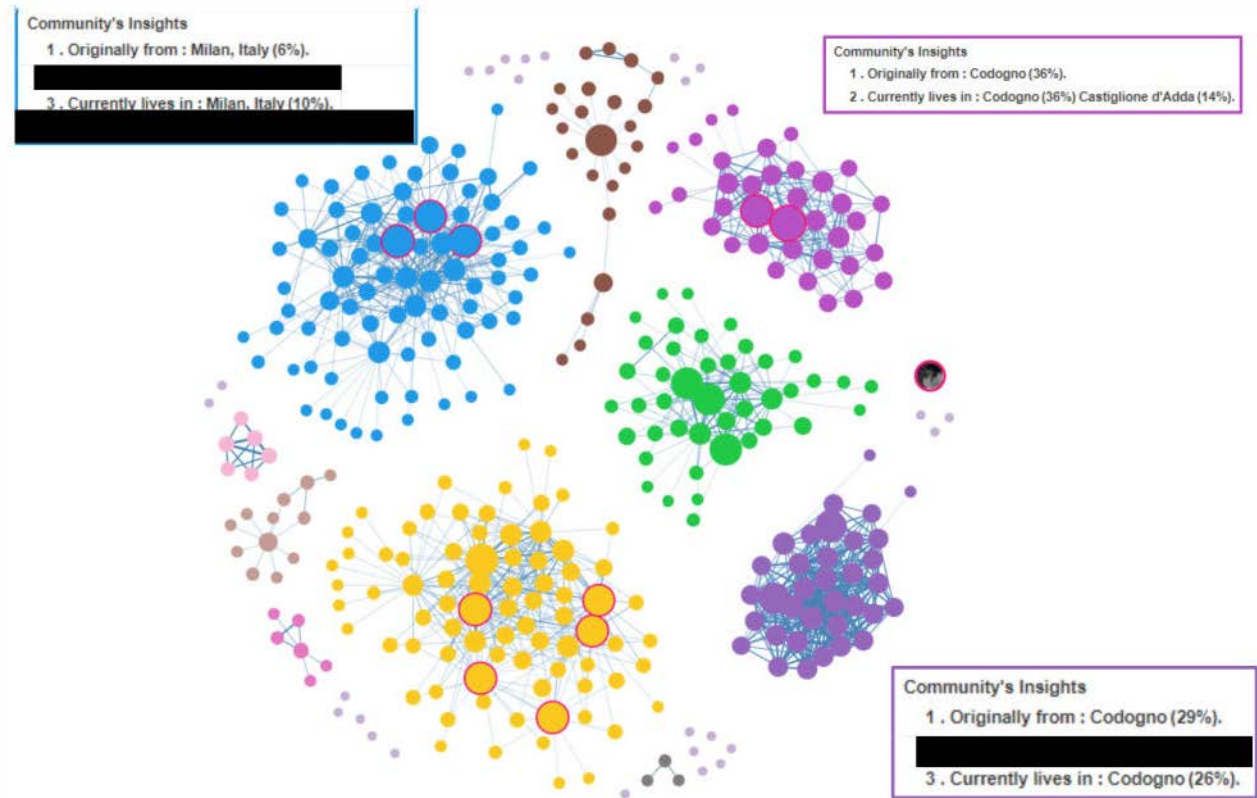 Community's Insights
1 . Originally from : Milan, Italy (6%).
3 . Currently lives in : Milan, Italy (10%).
Community's Insights
1 . Originally from : Codogno (36%).
2 . Currently lives in : Codogno (36%) Castiglione d'Adda (14%).
Community's Insights
1 . Originally from : Codogno (29%).
3 . Currently lives in : Codogno (26%).